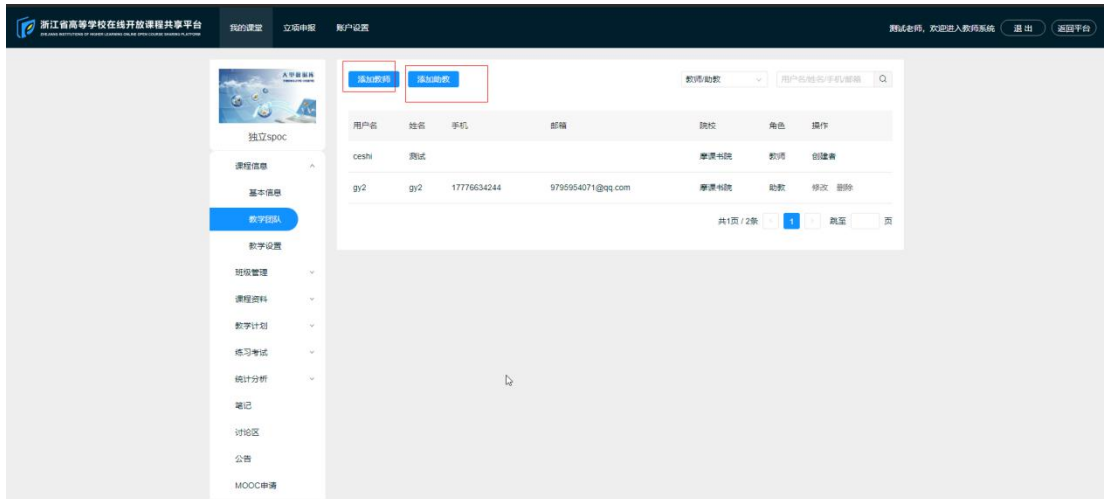 浙江省高等学校在线开放课程共享平台 我的课堂 立项申报 账户设置 测试老师，欢迎进入教师系统 退出 返回平台
添加教师 添加助教 教师/助教 用户名/姓名/手机/邮箱
独立spoc
用户名 姓名 手机 邮箱 院校 角色 操作
ceshi 测试 摩课书院 教师 创建者
gy2 gy2 17776634244 9795954071@qq.com 摩课书院 助教 修改 删除
共1页 / 2条 1 跳至 页
课程信息
基本信息
教学团队
教学设置
班级管理
课程资料
教学计划
练习考试
统计分析
笔记
讨论区
公告
MOOC申请